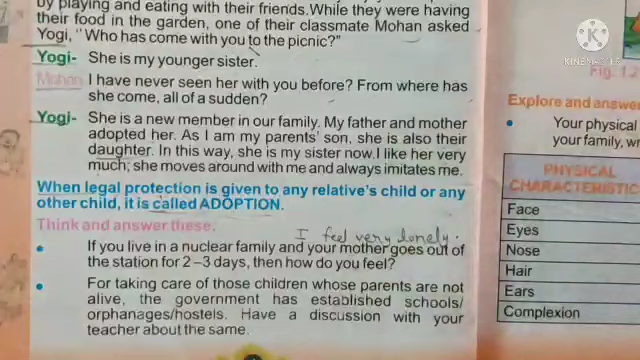 by playing and eating with their friends. While they were having
their food in the garden, one of their classmate Mohan asked
Yogi, "Who has come with you to the picnic?"
Yogi- She is my younger sister.
Mohan I have never seen her with you before? From where has
she come, all of a sudden?
Yogi- She is a new member in our family. My father and mother
adopted her. As I am my parents' son, she is also their
daughter. In this way, she is my sister now. I like her very
much; she moves around with me and always imitates me.
When legal protection is given to any relative's child or any
other child, it is called ADOPTION.
Think and answer these.
I feel very lonely.
• If you live in a nuclear family and your mother goes out of
the station for 2-3 days, then how do you feel?
• For taking care of those children whose parents are not
alive, the government has established schools/
orphanages/hostels. Have a discussion with your
teacher about the same.
KINEMASTER
Fig. 1.2
Explore and answer
• Your physical
your family, wr
PHYSICAL
CHARACTERISTIC
Face
Eyes
Nose
Hair
Ears
Complexion